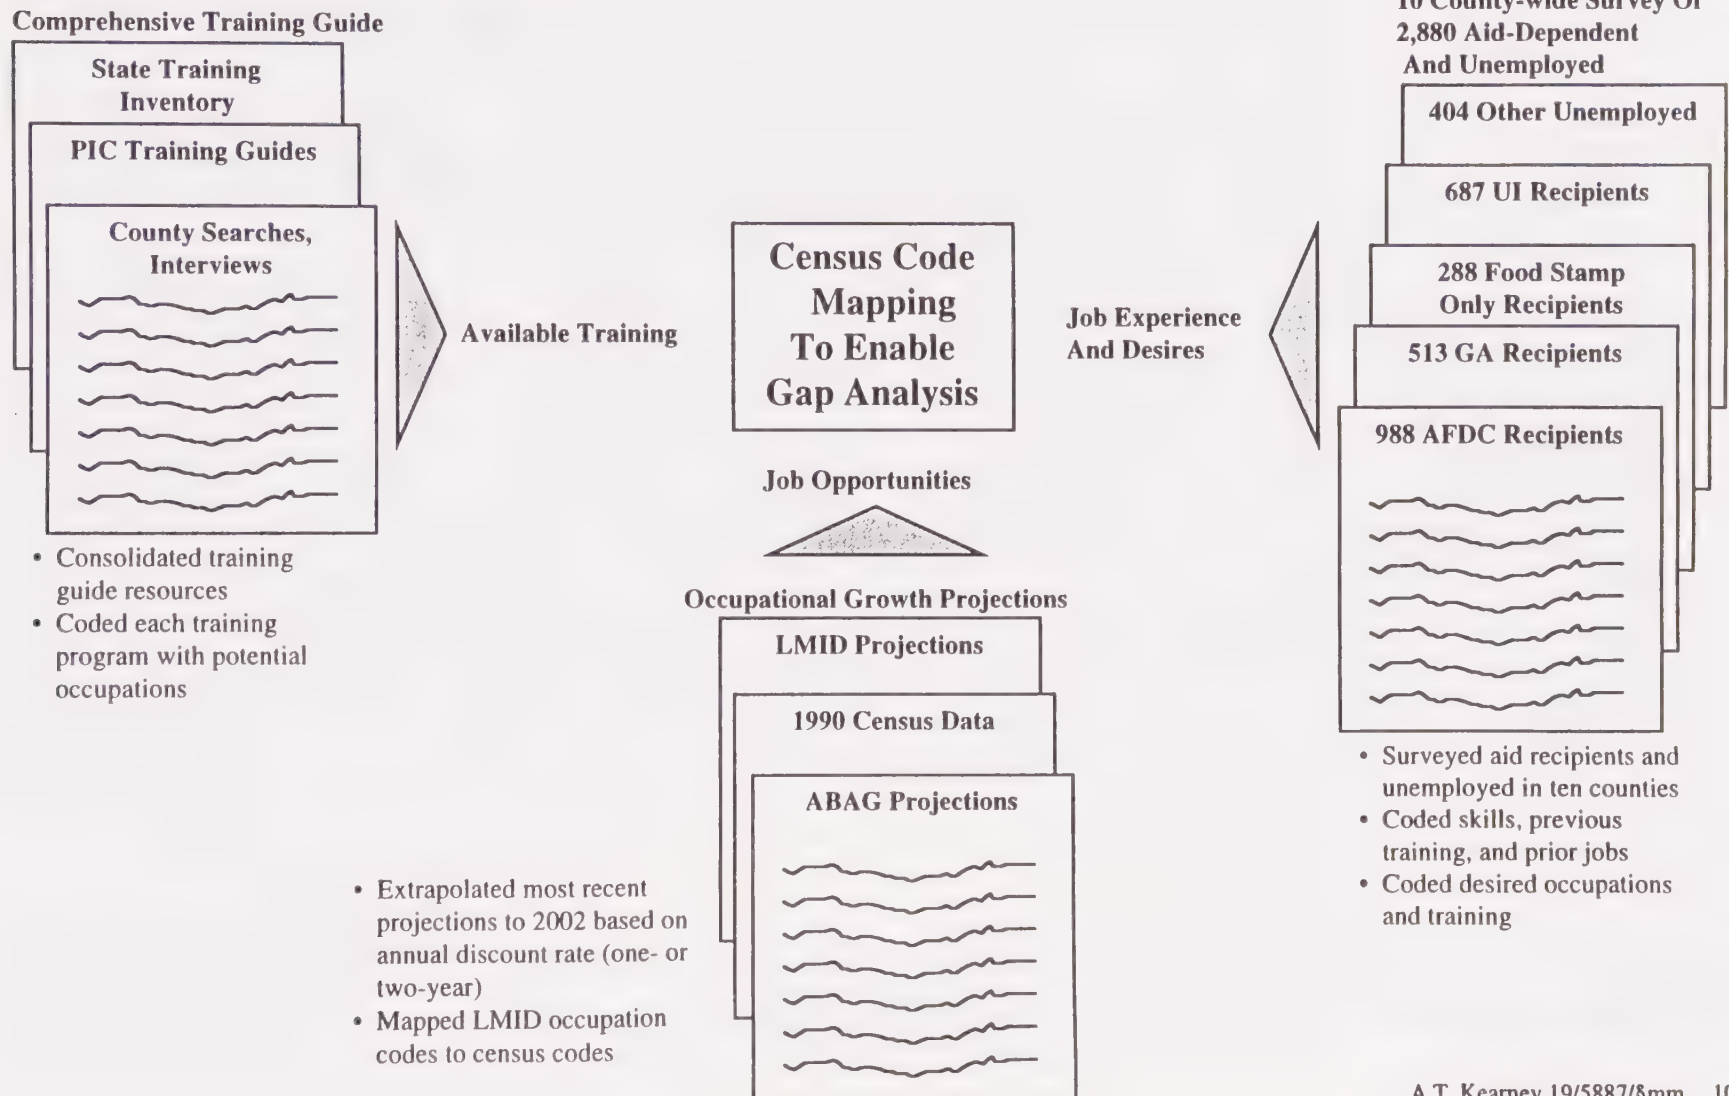 Comprehensive Training Guide
State Training
Inventory
PIC Training Guides
County Searches,
Interviews
• Consolidated training
guide resources
• Coded each training
program with potential
occupations
Available Training
Census Code
Mapping
To Enable
Gap Analysis
Job Opportunities
Occupational Growth Projections
LMID Projections
1990 Census Data
ABAG Projections
• Extrapolated most recent
projections to 2002 based on
annual discount rate (one- or
two-year)
• Mapped LMID occupation
codes to census codes
Job Experience
And Desires
10 County-wide Survey Of
2,880 Aid-Dependent
And Unemployed
404 Other Unemployed
687 UI Recipients
288 Food Stamp
Only Recipients
513 GA Recipients
988 AFDC Recipients
• Surveyed aid recipients and
unemployed in ten counties
• Coded skills, previous
training, and prior jobs
• Coded desired occupations
and training
A.T. Kearney 19/5887/8mm 10